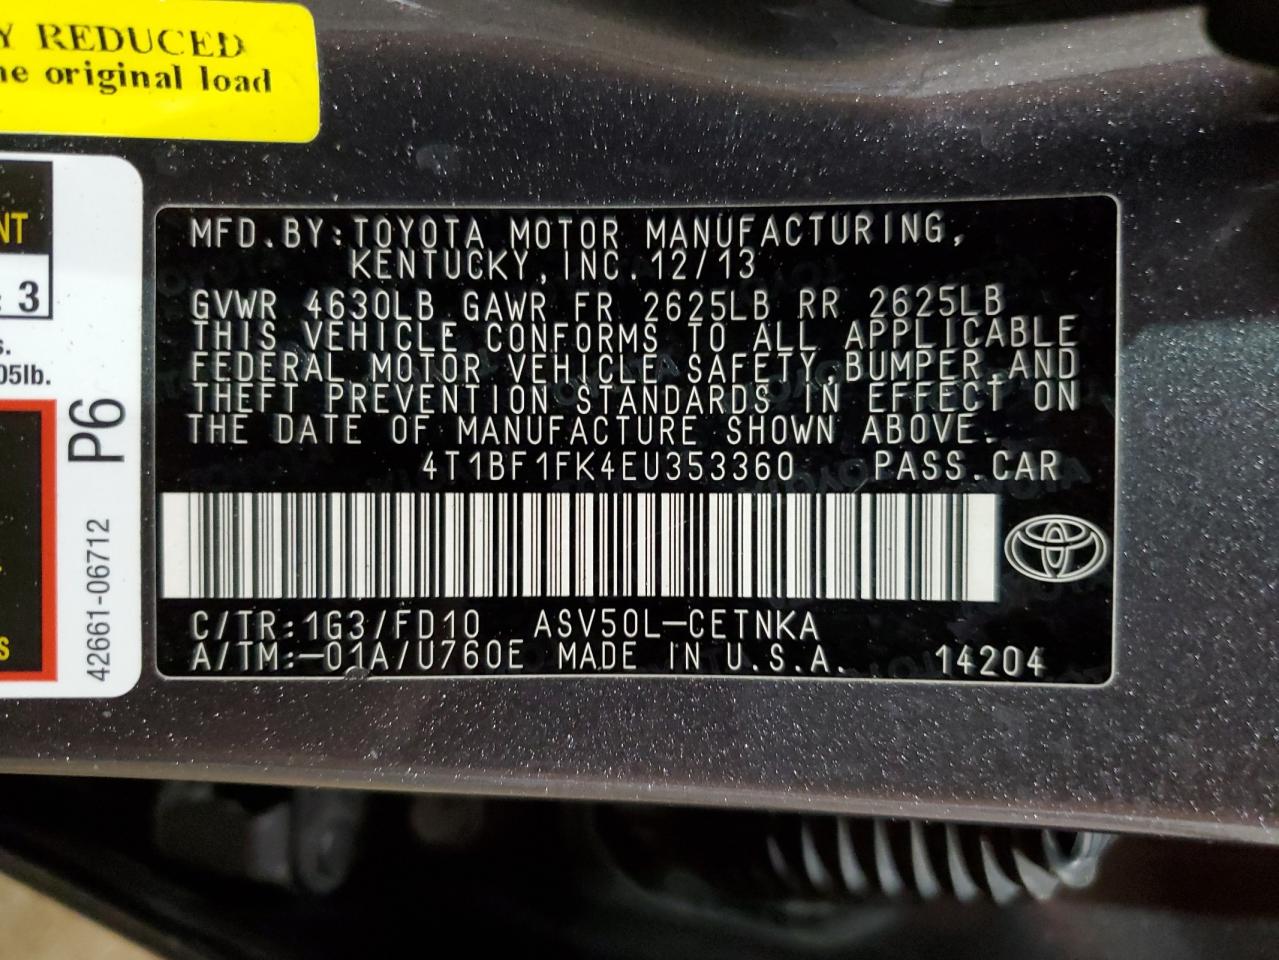 Y REDUCED
he original load
NT
: 3
s.
05lb.
S
P6
42661-06712
MFD.BY:TOYOTA MOTOR MANUFACTURING,
KENTUCKY,INC.12/13
GVWR 4630LB GAWR FR 2625LB RR 2625LB
THIS VEHICLE CONFORMS TO ALL APPLICABLE
FEDERAL MOTOR VEHICLE SAFETY,BUMPER,AND
THEFT PREVENTION STANDARDS IN EFFECT ON
THE DATE OF MANUFACTURE SHOWN ABOVE.
4T1BF1FK4EU353360 PASS.CAR
C/TR:1G3/FD10 ASV50L-CETNKA
A/TM:-01A/U760E MADE IN U.S.A. 14204